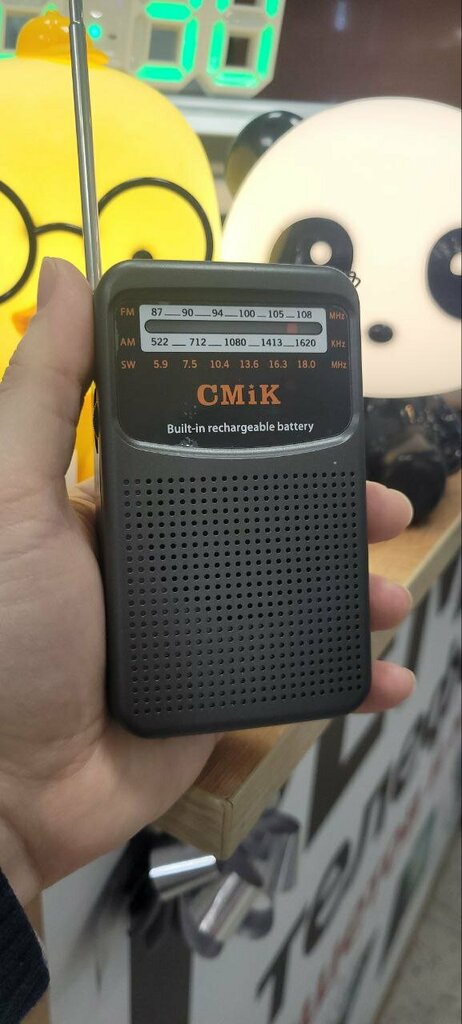 FM 87 90 94 100 105 108 MHz
AM 522 712 1080 1413 1620 KHz
SW 5.9 7.5 10.4 13.6 16.3 18.0 MHz
CMiK
Built-in rechargeable battery